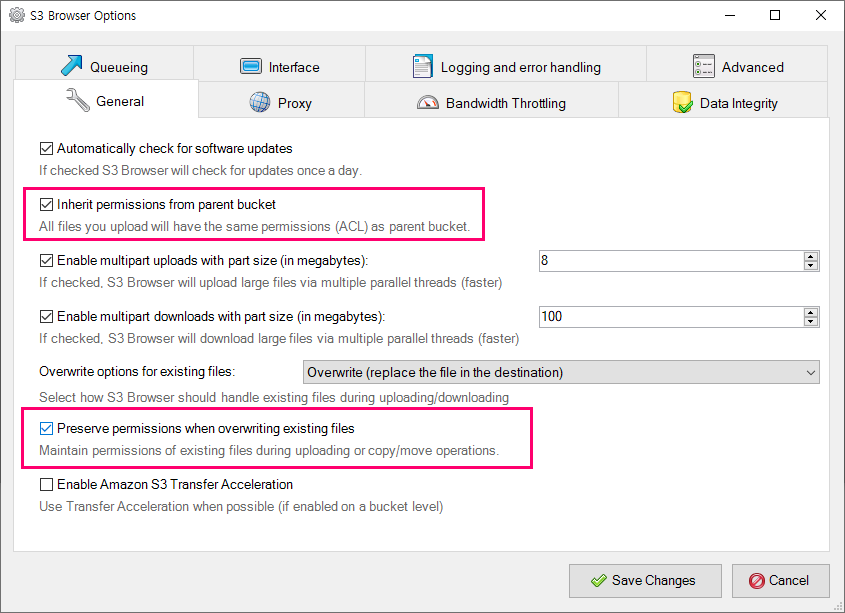 S3 Browser Options
Queueing
Interface
Logging and error handling
Advanced
General
Proxy
Bandwidth Throttling
Data Integrity
Automatically check for software updates
If checked S3 Browser will check for updates once a day.
Inherit permissions from parent bucket
All files you upload will have the same permissions (ACL) as parent bucket.
Enable multipart uploads with part size (in megabytes):
8
If checked, S3 Browser will upload large files via multiple parallel threads (faster)
Enable multipart downloads with part size (in megabytes):
100
If checked, S3 Browser will download large files via multiple parallel threads (faster)
Overwrite options for existing files:
Overwrite (replace the file in the destination)
Select how S3 Browser should handle existing files during uploading/downloading
Preserve permissions when overwriting existing files
Maintain permissions of existing files during uploading or copy/move operations.
Enable Amazon S3 Transfer Acceleration
Use Transfer Acceleration when possible (if enabled on a bucket level)
Save Changes
Cancel